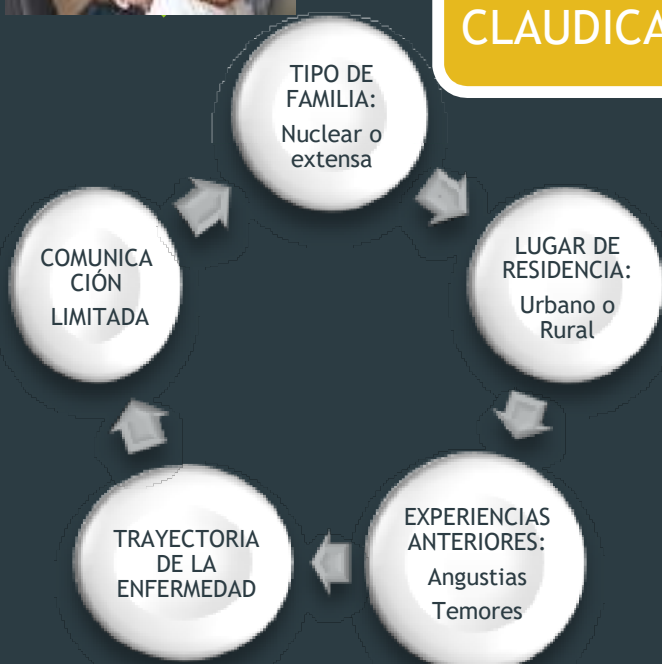 CLAUDICA
TIPO DE
FAMILIA:
Nuclear o
extensa
LUGAR DE
RESIDENCIA:
Urbano o
Rural
EXPERIENCIAS
ANTERIORES:
Angustias
Temores
TRAYECTORIA
DE LA
ENFERMEDAD
COMUNICA
CIÓN
LIMITADA